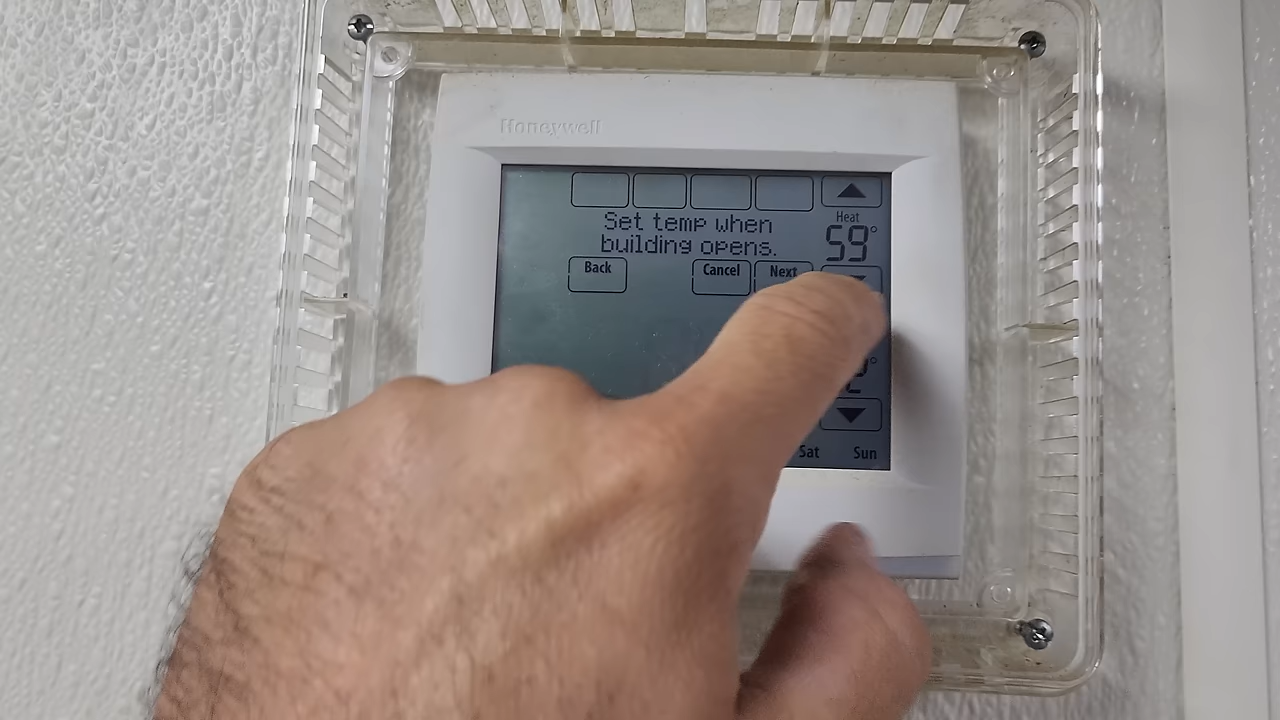 Honeywell
Heat
Set temp when
59°
building opens.
Back
Cancel
Next
Sat
Sun